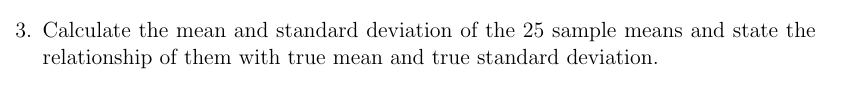 3. Calculate the mean and standard deviation of the 25 sample means and state the
relationship of them with true mean and true standard deviation.